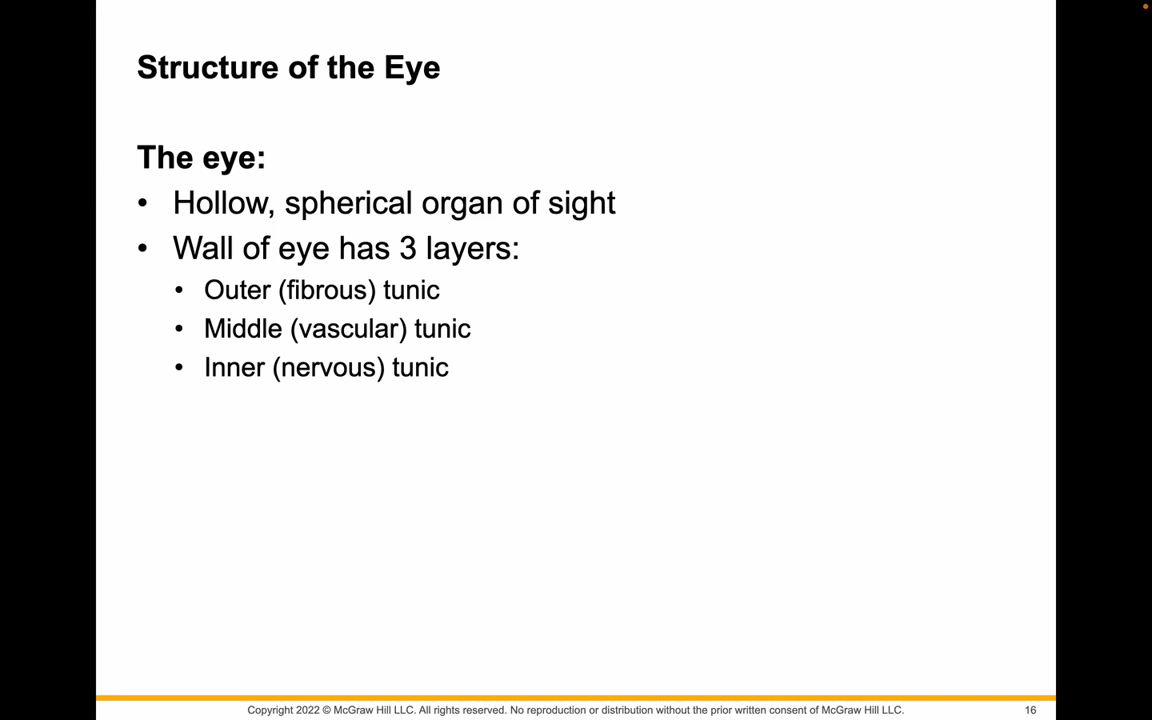 Structure of the Eye
The eye:
• Hollow, spherical organ of sight
• Wall of eye has 3 layers:
• Outer (fibrous) tunic
• Middle (vascular) tunic
• Inner (nervous) tunic
Copyright 2022 © McGraw Hill LLC. All rights reserved. No reproduction or distribution without the prior written consent of McGraw Hill LLC. 16